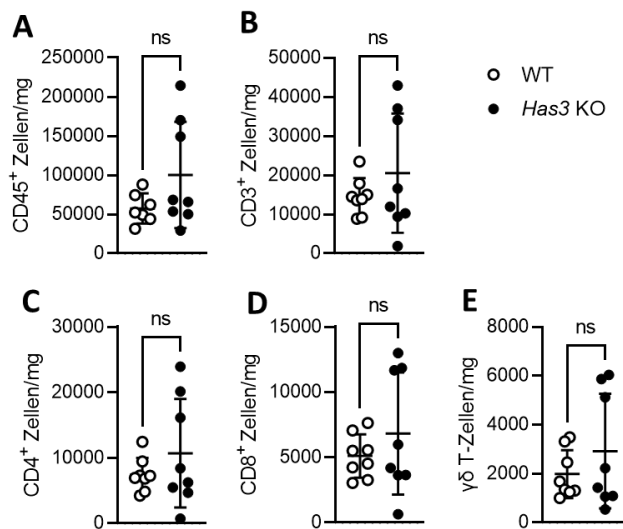 A
ns
CD45⁺ Zellen/mg
250000
200000
150000
100000
50000
0
B
ns
CD3⁺ Zellen/mg
50000
40000
30000
20000
10000
0
WT
Has3 KO
C
ns
CD4⁺ Zellen/mg
30000
20000
10000
0
D
ns
CD8⁺ Zellen/mg
15000
10000
5000
0
E
ns
γδ T-Zellen/mg
8000
6000
4000
2000
0